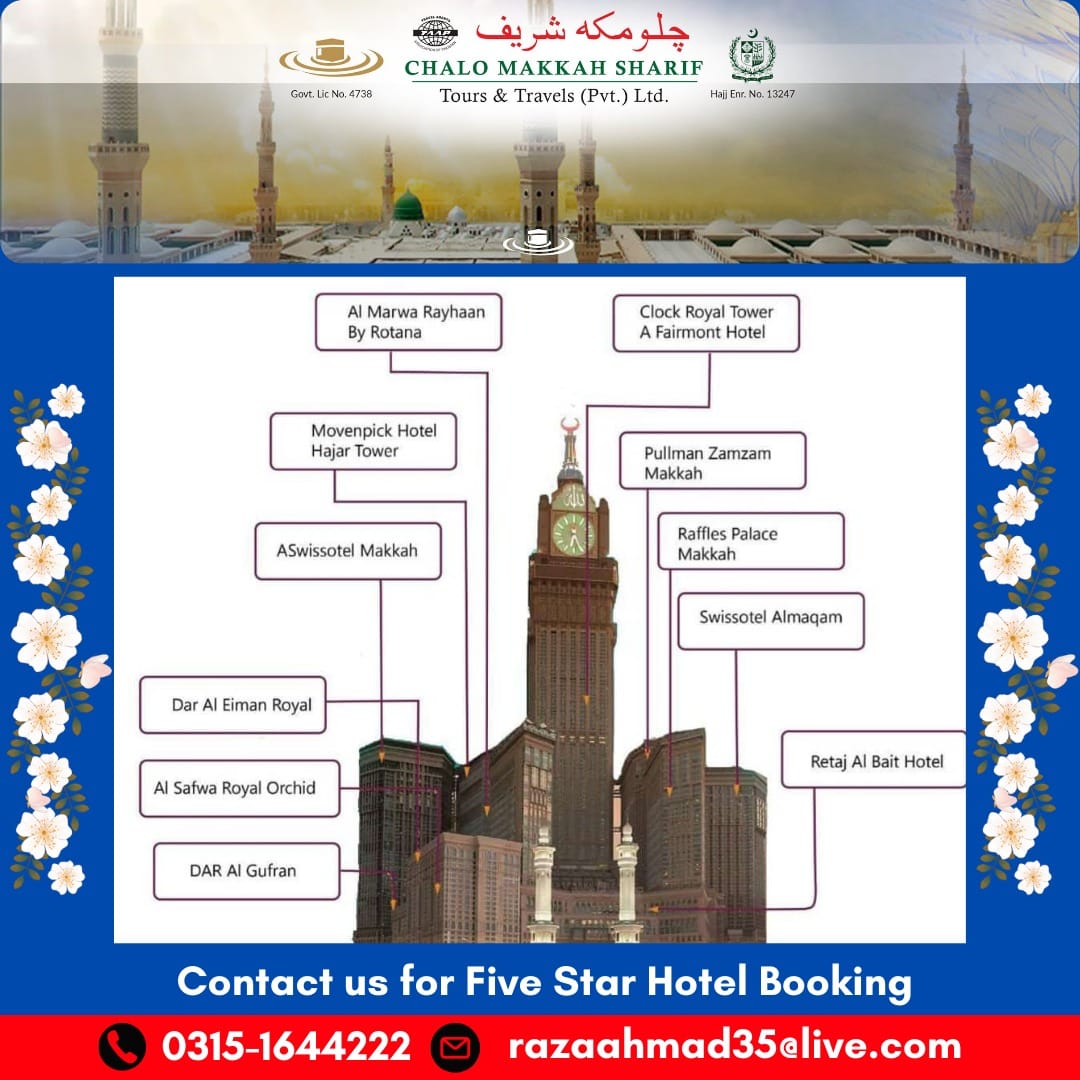 چلو مکه شریف
TAAP
CHALO MAKKAH SHARIF
Tours & Travels (Pvt.) Ltd.
Govt. Lic No. 4738
Hajj Enr. No. 13247
Al Marwa Rayhaan
By Rotana
Clock Royal Tower
A Fairmont Hotel
Movenpick Hotel
Hajar Tower
Pullman Zamzam
Makkah
ASwissotel Makkah
Raffles Palace
Makkah
Swissotel Almaqam
Dar Al Eiman Royal
Retaj Al Bait Hotel
Al Safwa Royal Orchid
DAR Al Gufran
Contact us for Five Star Hotel Booking
0315-1644222
razaahmad35@live.com